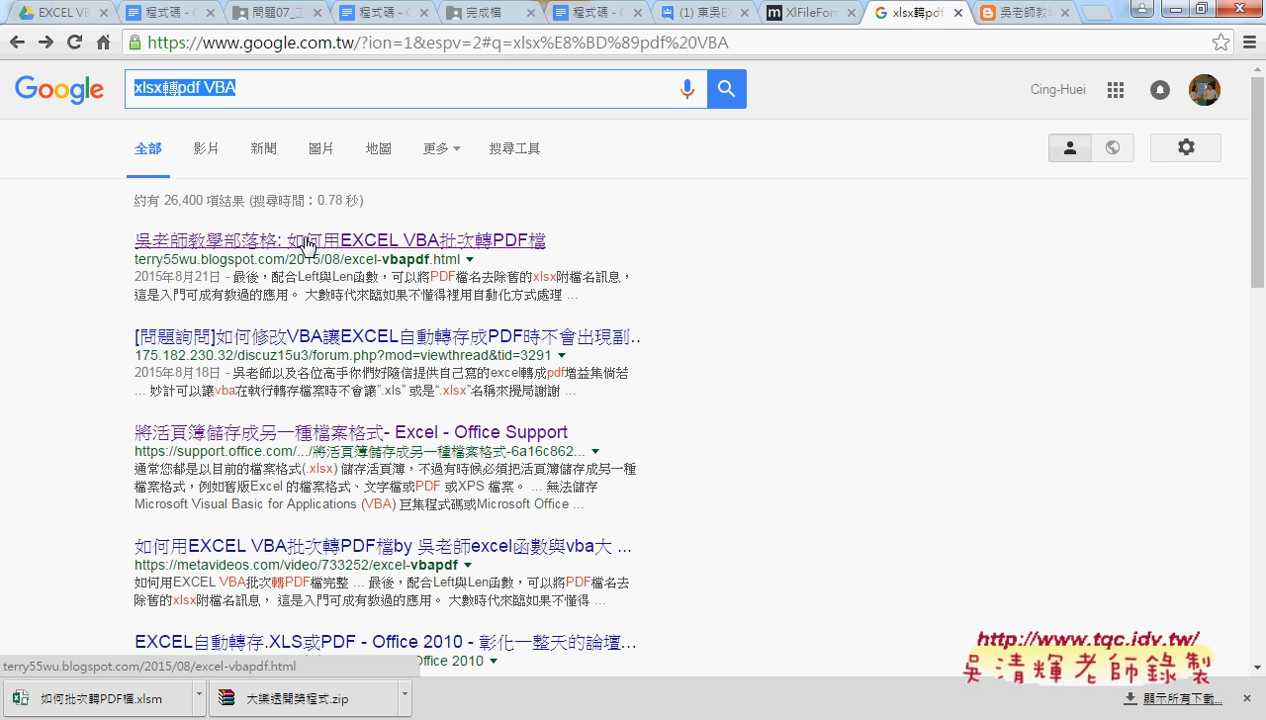 EXCEL VB
程式碼 - C
問題07_正
程式碼 - C
完成檔
程式碼 - C
(1) 東吳E
XlFileForm
xlsx轉pdf
吳老師教
https://www.google.com.tw/?ion=1&espv=2#q=xlsx%E8%BD%89pdf%20VBA
Google
xlsx轉pdf VBA
Cing-Huei
全部 影片 新聞 圖片 地圖 更多 搜尋工具
約有 26,400 項結果 (搜尋時間：0.78 秒)
吳老師教學部落格: 如何用EXCEL VBA批次轉PDF檔
terry55wu.blogspot.com/2015/08/excel-vbapdf.html
2015年8月21日 - 最後，配合Left與Len函數，可以將PDF檔名去除舊的xlsx附檔名訊息，
這是入門可成有教過的應用。 大數時代來臨如果不懂得裡用自動化方式處理 ...
[問題詢問]如何修改VBA讓EXCEL自動轉存成PDF時不會出現副...
175.182.230.32/discuz15u3/forum.php?mod=viewthread&tid=3291
2015年8月18日 - 吳老師以及各位高手你們好隨信提供自己寫的excel轉成pdf增益集倘若
... 妙計可以讓vba在執行轉存檔案時不會讓".xls" 或是".xlsx"名稱來攪局謝謝 ...
將活頁簿儲存成另一種檔案格式- Excel - Office Support
https://support.office.com/.../將活頁簿儲存成另一種檔案格式-6a16c862...
通常您都是以目前的檔案格式(.xlsx) 儲存活頁簿，不過有時候必須把活頁簿儲存成另一種
檔案格式，例如舊版Excel 的檔案格式、文字檔或PDF 或XPS 檔案。 ... 無法儲存
Microsoft Visual Basic for Applications (VBA) 巨集程式碼或Microsoft Office ...
如何用EXCEL VBA批次轉PDF檔by 吳老師excel函數與vba大 ...
https://metavideos.com/video/733252/excel-vbapdf
如何用EXCEL VBA批次轉PDF檔完整 ... 最後，配合Left與Len函數，可以將PDF檔名去
除舊的xlsx附檔名訊息， 這是入門可成有教過的應用。 大數時代來臨如果不懂得 ...
EXCEL自動轉存.XLS或PDF - Office 2010 - 彰化一整天的論壇...
ffice 2010
terry55wu.blogspot.com/2015/08/excel-vbapdf.html
http://www.tqc.idv.tw/
吳清輝老師錄製
如何批次轉PDF檔.xlsm
大樂透開獎程式.zip
顯示所有下載...